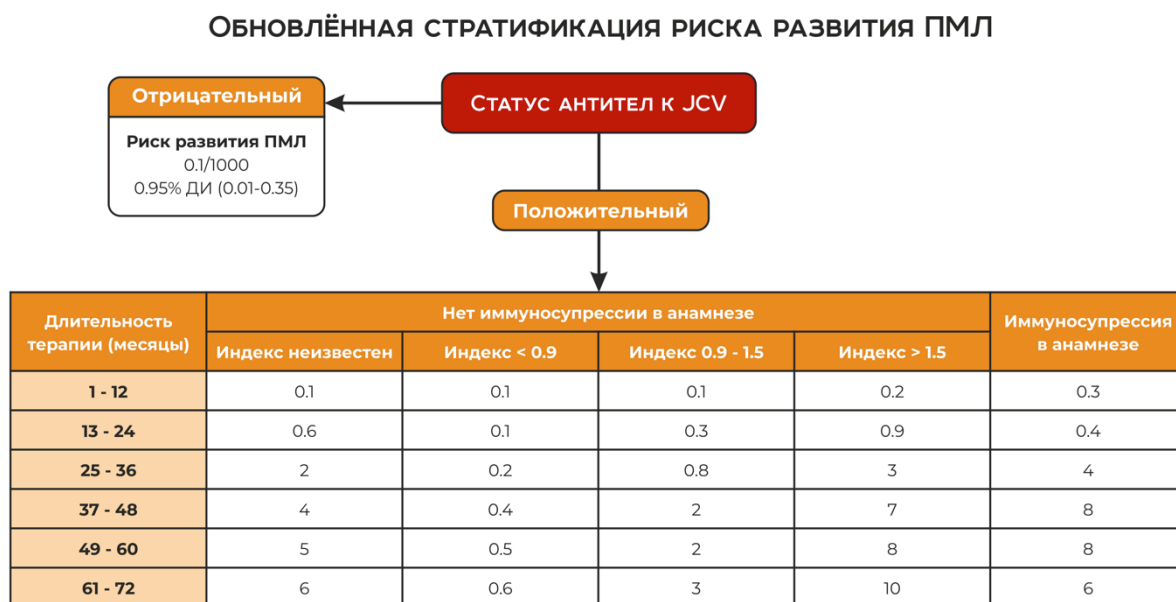 Обновлённая стратификация риска развития ПМЛ
Отрицательный
Статус антител к JCV
Риск развития ПМЛ
0.1/1000
0.95% ДИ (0.01-0.35)
Положительный
Длительность терапии (месяцы)
Нет иммуносупрессии в анамнезе
Иммуносупрессия в анамнезе
Индекс неизвестен
Индекс < 0.9
Индекс 0.9 - 1.5
Индекс > 1.5
1 - 12 0.1 0.1 0.1 0.2 0.3
13 - 24 0.6 0.1 0.3 0.9 0.4
25 - 36 2 0.2 0.8 3 4
37 - 48 4 0.4 2 7 8
49 - 60 5 0.5 2 8 8
61 - 72 6 0.6 3 10 6